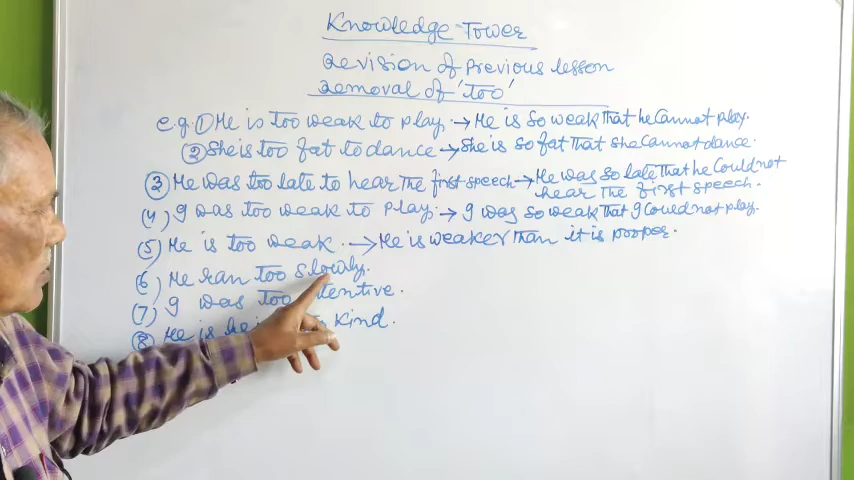 Knowledge-Tower
Revision of previous lesson
Removal of 'too'
e.g. (1) He is too weak to play. → He is so weak that he cannot play.
(2) She is too fat to dance → She is so fat that she cannot dance.
(3) He was too late to hear the first speech → He was so late that he could not
hear the first speech.
(4) I was too weak to play. → I was so weak that I could not play.
(5) He is too weak. → He is weaker than it is proper.
(6) He ran too slowly.
(7) I was too tentive.
(8) He is kind.